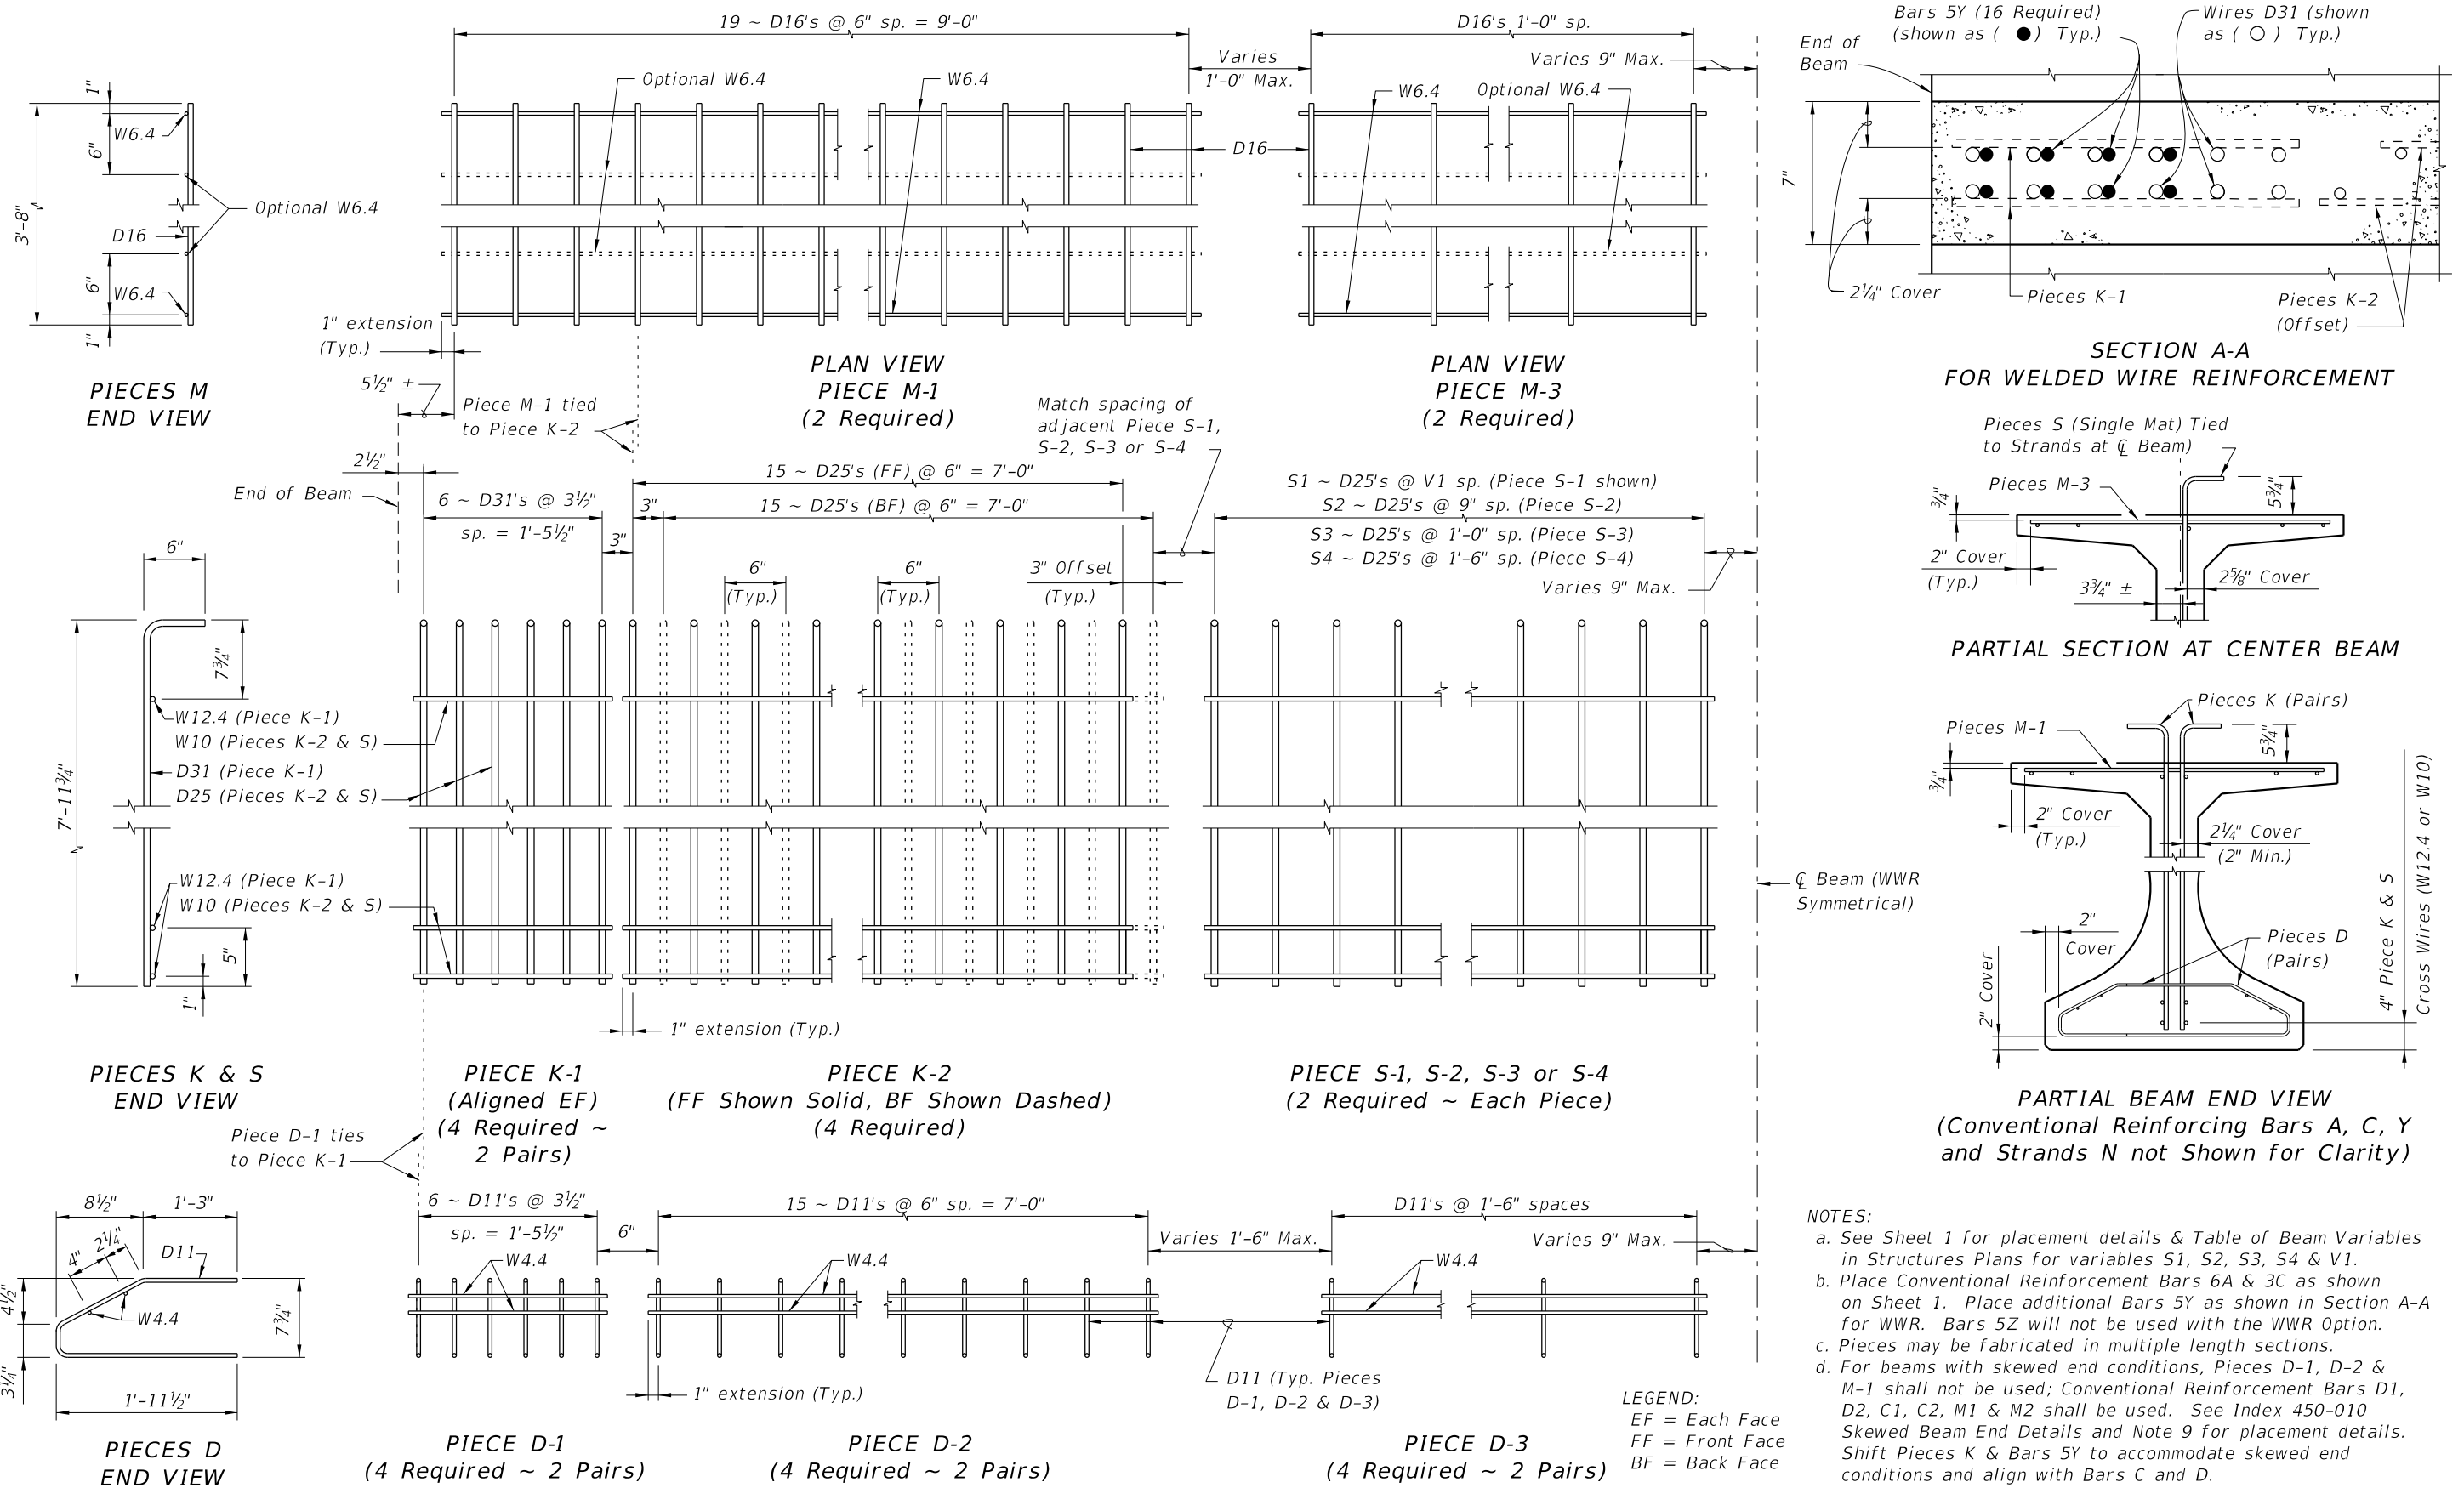 19 ~ D16's @ 6" sp. = 9'-0"
D16's 1'-0" sp.
Varies
1'-0" Max.
Varies 9" Max.
Optional W6.4
W6.4
W6.4
Optional W6.4
D16
1"
6"
3'-8"
6"
1"
W6.4
Optional W6.4
D16
W6.4
PIECES M
END VIEW
1" extension
(Typ.)
5½" ±
PLAN VIEW
PIECE M-1
(2 Required)
PLAN VIEW
PIECE M-3
(2 Required)
Bars 5Y (16 Required)
(shown as ( ● ) Typ.)
Wires D31 (shown
as ( ○ ) Typ.)
End of
Beam
7"
2¼" Cover
Pieces K-1
Pieces K-2
(Offset)
SECTION A-A
FOR WELDED WIRE REINFORCEMENT
Piece M-1 tied
to Piece K-2
Match spacing of
adjacent Piece S-1,
S-2, S-3 or S-4
2½"
End of Beam
6 ~ D31's @ 3½"
sp. = 1'-5½"
3"
15 ~ D25's (FF) @ 6" = 7'-0"
3"
15 ~ D25's (BF) @ 6" = 7'-0"
6"
(Typ.)
6"
(Typ.)
3" Offset
(Typ.)
S1 ~ D25's @ V1 sp. (Piece S-1 shown)
S2 ~ D25's @ 9" sp. (Piece S-2)
S3 ~ D25's @ 1'-0" sp. (Piece S-3)
S4 ~ D25's @ 1'-6" sp. (Piece S-4)
Varies 9" Max.
6"
7¾"
7'-11¾"
W12.4 (Piece K-1)
W10 (Pieces K-2 & S)
D31 (Piece K-1)
D25 (Pieces K-2 & S)
W12.4 (Piece K-1)
W10 (Pieces K-2 & S)
5"
1"
1" extension (Typ.)
℄ Beam (WWR
Symmetrical)
PIECES K & S
END VIEW
PIECE K-1
(Aligned EF)
(4 Required ~
2 Pairs)
PIECE K-2
(FF Shown Solid, BF Shown Dashed)
(4 Required)
PIECE S-1, S-2, S-3 or S-4
(2 Required ~ Each Piece)
Pieces S (Single Mat) Tied
to Strands at ℄ Beam)
Pieces M-3
¾"
5¾"
2" Cover
(Typ.)
3¾" ±
2⅝" Cover
PARTIAL SECTION AT CENTER BEAM
Pieces K (Pairs)
Pieces M-1
¾"
5¾"
2" Cover
(Typ.)
2¼" Cover
(2" Min.)
4" Piece K & S
Cross Wires (W12.4 or W10)
2"
Cover
Pieces D
(Pairs)
2" Cover
PARTIAL BEAM END VIEW
(Conventional Reinforcing Bars A, C, Y
and Strands N not Shown for Clarity)
Piece D-1 ties
to Piece K-1
8½"
1'-3"
4"
2¼"
D11
W4.4
4½"
3¼"
7¾"
1'-11½"
PIECES D
END VIEW
6 ~ D11's @ 3½"
sp. = 1'-5½"
6"
15 ~ D11's @ 6" sp. = 7'-0"
Varies 1'-6" Max.
D11's @ 1'-6" spaces
Varies 9" Max.
W4.4
W4.4
W4.4
1" extension (Typ.)
D11 (Typ. Pieces
D-1, D-2 & D-3)
PIECE D-1
(4 Required ~ 2 Pairs)
PIECE D-2
(4 Required ~ 2 Pairs)
PIECE D-3
(4 Required ~ 2 Pairs)
LEGEND:
EF = Each Face
FF = Front Face
BF = Back Face
NOTES:
a. See Sheet 1 for placement details & Table of Beam Variables
in Structures Plans for variables S1, S2, S3, S4 & V1.
b. Place Conventional Reinforcement Bars 6A & 3C as shown
on Sheet 1. Place additional Bars 5Y as shown in Section A-A
for WWR. Bars 5Z will not be used with the WWR Option.
c. Pieces may be fabricated in multiple length sections.
d. For beams with skewed end conditions, Pieces D-1, D-2 &
M-1 shall not be used; Conventional Reinforcement Bars D1,
D2, C1, C2, M1 & M2 shall be used. See Index 450-010
Skewed Beam End Details and Note 9 for placement details.
Shift Pieces K & Bars 5Y to accommodate skewed end
conditions and align with Bars C and D.